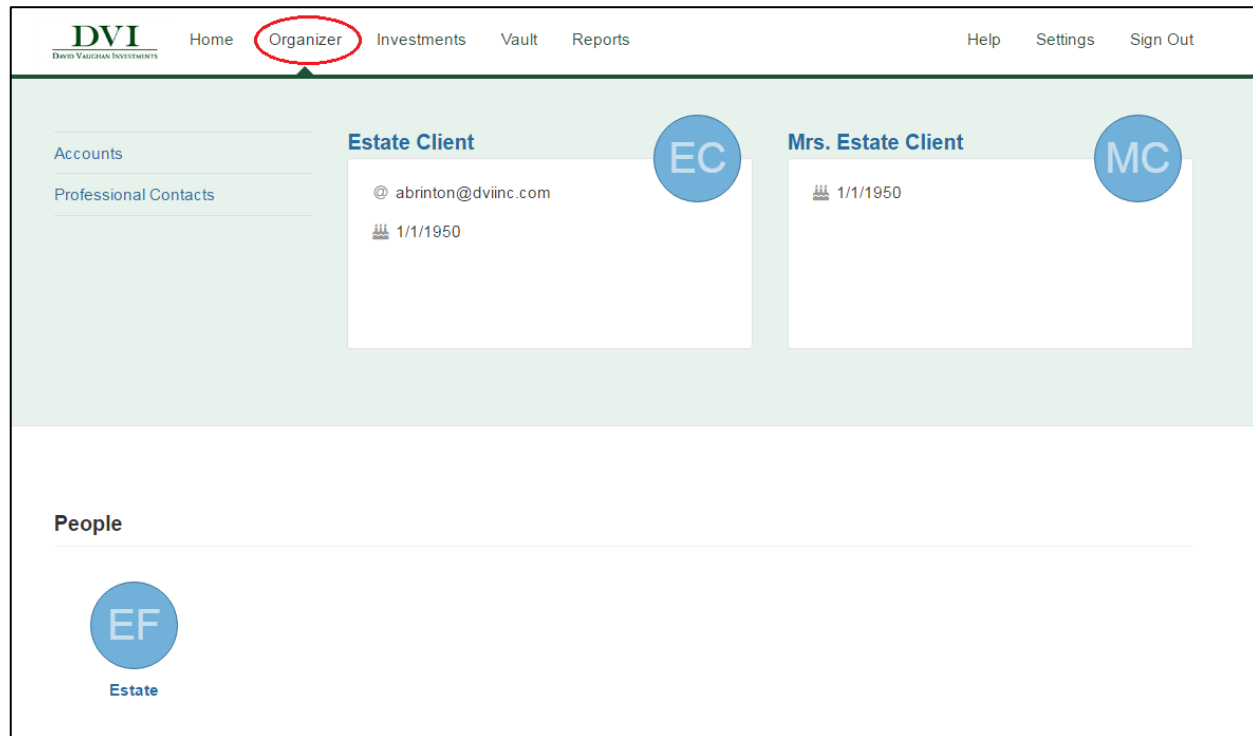 DVI
DAVID VAUGHAN INVESTMENTS
Home Organizer Investments Vault Reports Help Settings Sign Out
Accounts
Professional Contacts
Estate Client
EC
@ abrinton@dviinc.com
1/1/1950
Mrs. Estate Client
MC
1/1/1950
People
EF
Estate